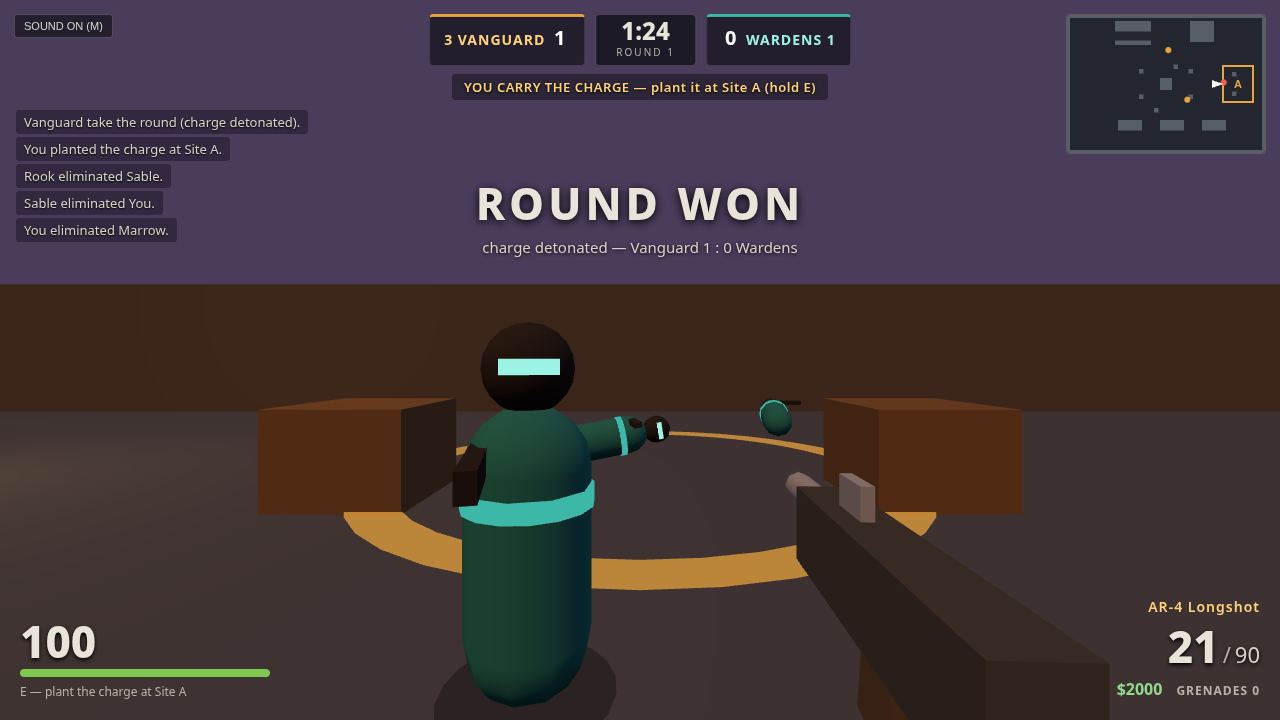 SOUND ON (M)
3 VANGUARD 1
1:24
ROUND 1
0 WARDENS 1
YOU CARRY THE CHARGE — plant it at Site A (hold E)
A
Vanguard take the round (charge detonated).
You planted the charge at Site A.
Rook eliminated Sable.
Sable eliminated You.
You eliminated Marrow.
ROUND WON
charge detonated — Vanguard 1 : 0 Wardens
100
E — plant the charge at Site A
AR-4 Longshot
21 / 90
$2000 GRENADES 0